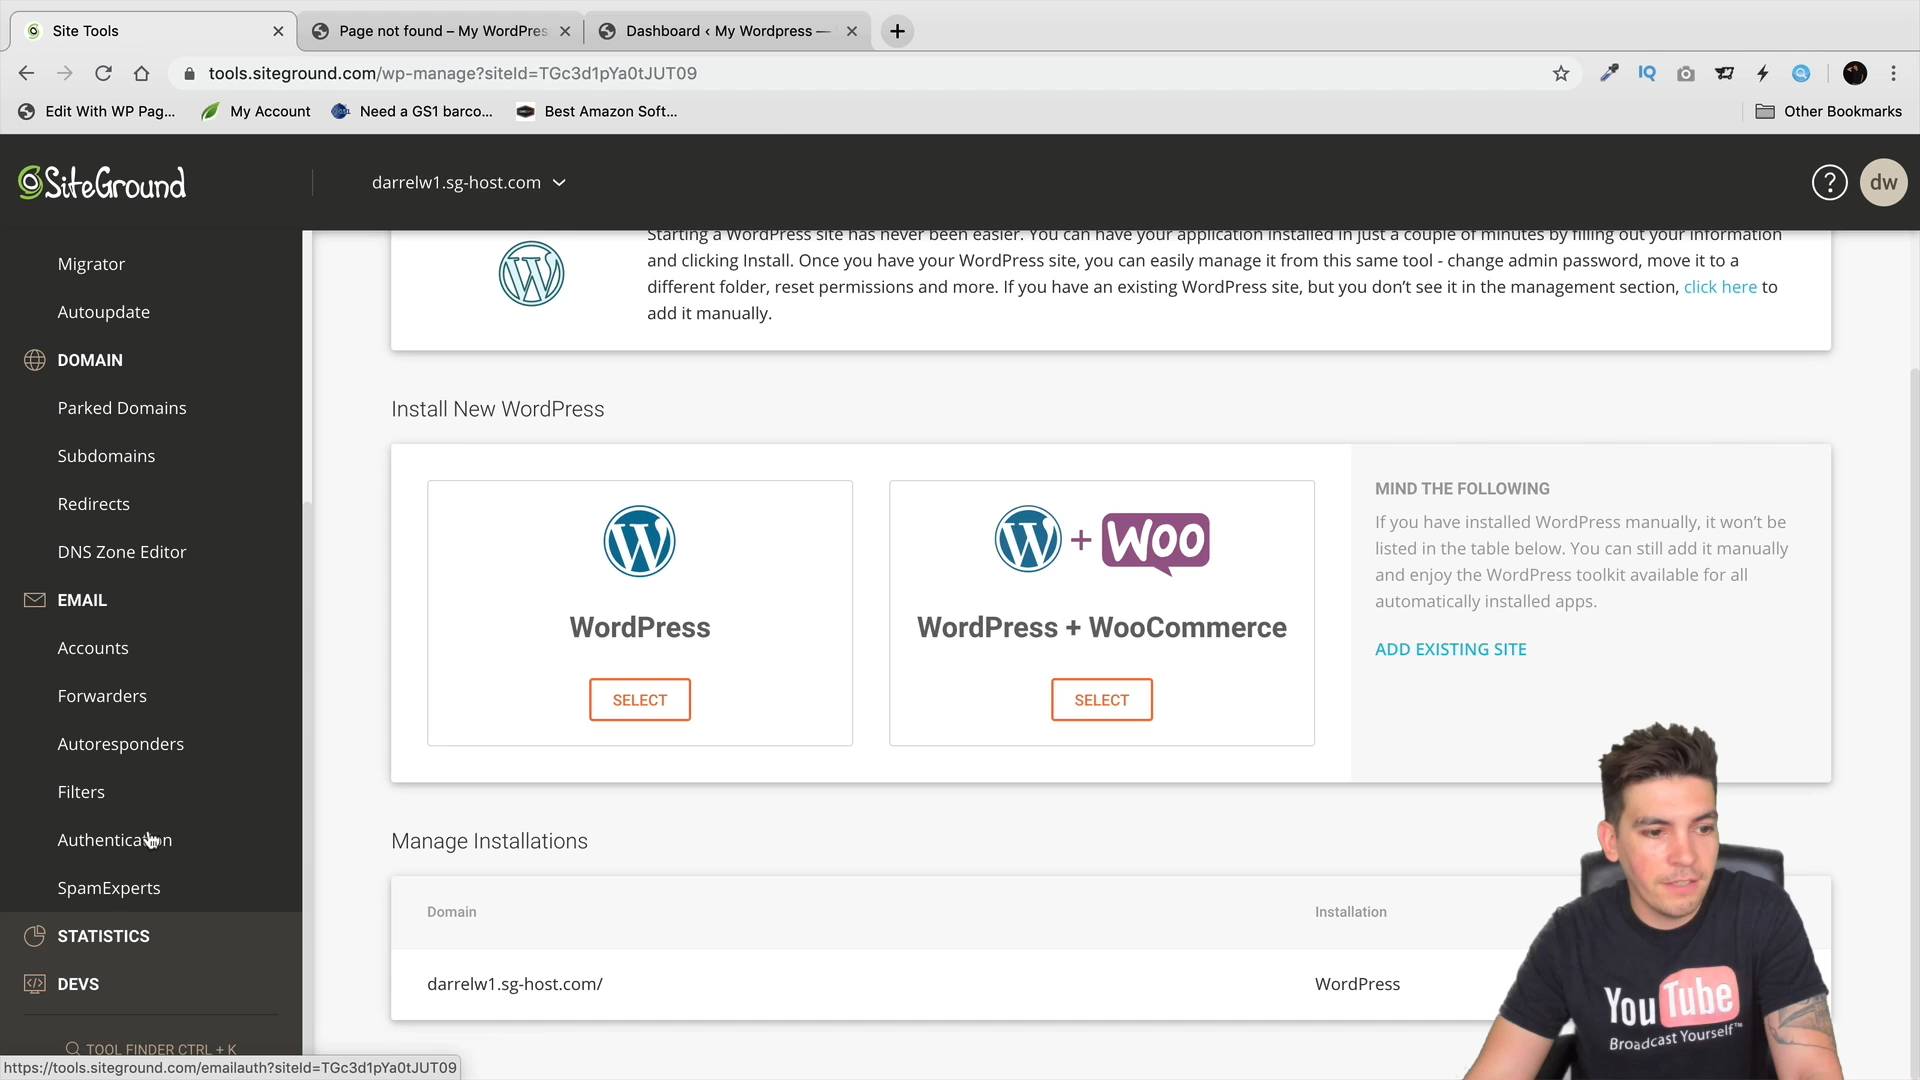 Site Tools
Page not found – My WordPres
Dashboard ‹ My Wordpress —
tools.siteground.com/wp-manage?siteId=TGc3d1pYa0tJUT09
IQ
Edit With WP Pag...
My Account
Need a GS1 barco...
Best Amazon Soft...
Other Bookmarks
SiteGround
darrelw1.sg-host.com
?
dw
Migrator
Autoupdate
DOMAIN
Parked Domains
Subdomains
Redirects
DNS Zone Editor
EMAIL
Accounts
Forwarders
Autoresponders
Filters
Authentication
SpamExperts
STATISTICS
DEVS
TOOL FINDER CTRL + K
https://tools.siteground.com/emailauth?siteId=TGc3d1pYa0tJUT09
Starting a WordPress site has never been easier. You can have your application installed in just a couple of minutes by filling out your information
and clicking Install. Once you have your WordPress site, you can easily manage it from this same tool - change admin password, move it to a
different folder, reset permissions and more. If you have an existing WordPress site, but you don’t see it in the management section, click here to
add it manually.
Install New WordPress
WordPress
SELECT
+ WOO
WordPress + WooCommerce
SELECT
MIND THE FOLLOWING
If you have installed WordPress manually, it won’t be
listed in the table below. You can still add it manually
and enjoy the WordPress toolkit available for all
automatically installed apps.
ADD EXISTING SITE
Manage Installations
Domain
Installation
darrelw1.sg-host.com/
WordPress
YouTube
Broadcast Yourself™